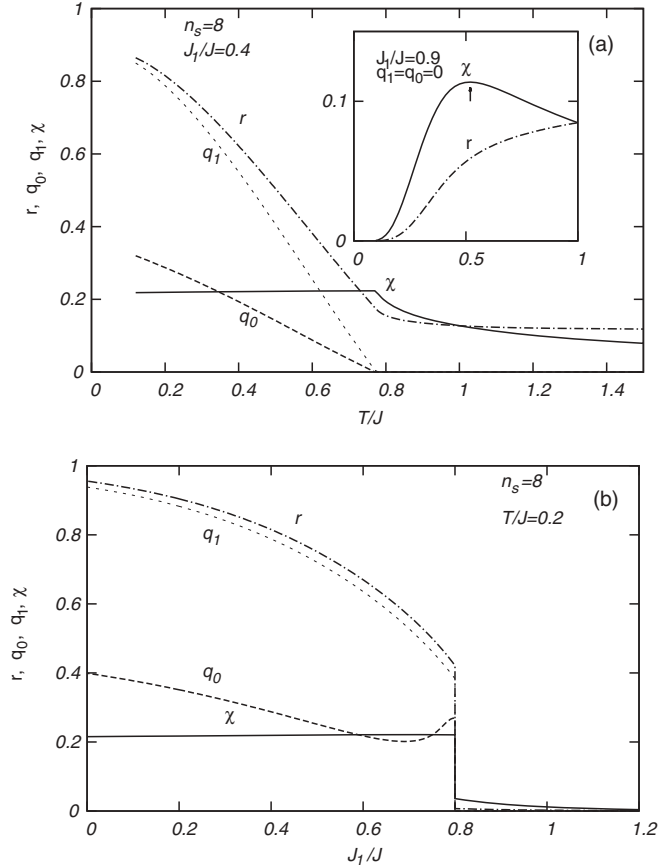 n_s=8
J_1/J=0.4
(a)
r, q_0, q_1, χ
1
0.8
0.6
0.4
0.2
0
r
q_1
q_0
χ
J_1/J=0.9
q_1=q_0=0
χ
r
0.1
0
0
0.5
1
0
0.2
0.4
0.6
0.8
1
1.2
1.4
T/J
n_s=8
T/J=0.2
(b)
r, q_0, q_1, χ
1
0.8
0.6
0.4
0.2
0
r
q_1
q_0
χ
0
0.2
0.4
0.6
0.8
1.0
1.2
J_1/J